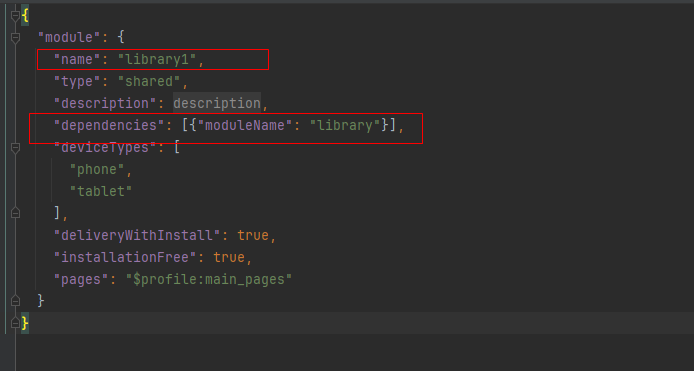 {
"module": {
"name": "library1",
"type": "shared",
"description": description,
"dependencies": [{"moduleName": "library"}],
"deviceTypes": [
"phone",
"tablet"
],
"deliveryWithInstall": true,
"installationFree": true,
"pages": "$profile:main_pages"
}
}